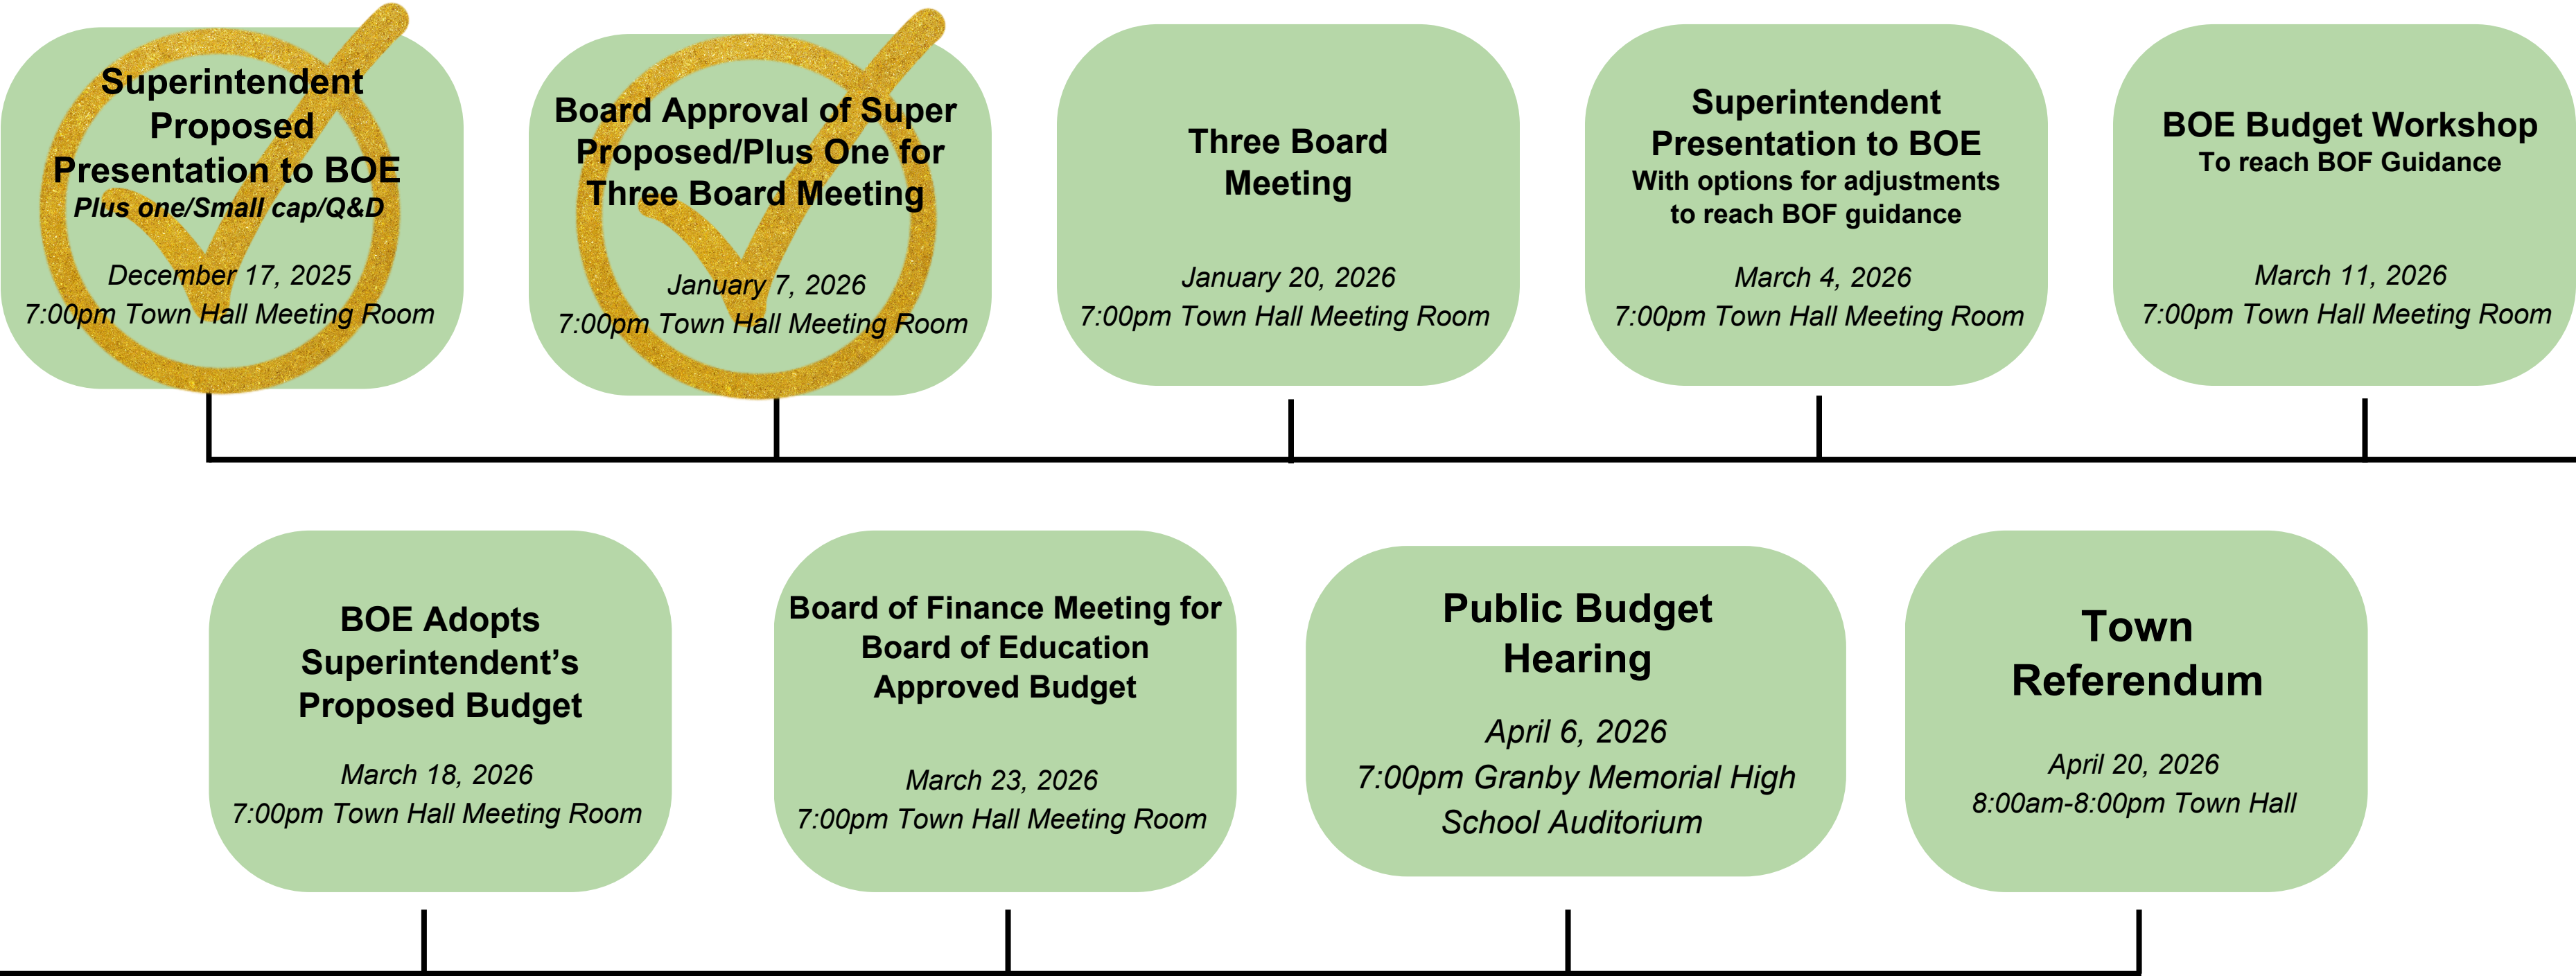 Superintendent
Proposed
Presentation to BOE
Plus one/Small cap/Q&D
December 17, 2025
7:00pm Town Hall Meeting Room
Board Approval of Super
Proposed/Plus One for
Three Board Meeting
January 7, 2026
7:00pm Town Hall Meeting Room
Three Board
Meeting
January 20, 2026
7:00pm Town Hall Meeting Room
Superintendent
Presentation to BOE
With options for adjustments
to reach BOF guidance
March 4, 2026
7:00pm Town Hall Meeting Room
BOE Budget Workshop
To reach BOF Guidance
March 11, 2026
7:00pm Town Hall Meeting Room
BOE Adopts
Superintendent’s
Proposed Budget
March 18, 2026
7:00pm Town Hall Meeting Room
Board of Finance Meeting for
Board of Education
Approved Budget
March 23, 2026
7:00pm Town Hall Meeting Room
Public Budget
Hearing
April 6, 2026
7:00pm Granby Memorial High
School Auditorium
Town
Referendum
April 20, 2026
8:00am-8:00pm Town Hall